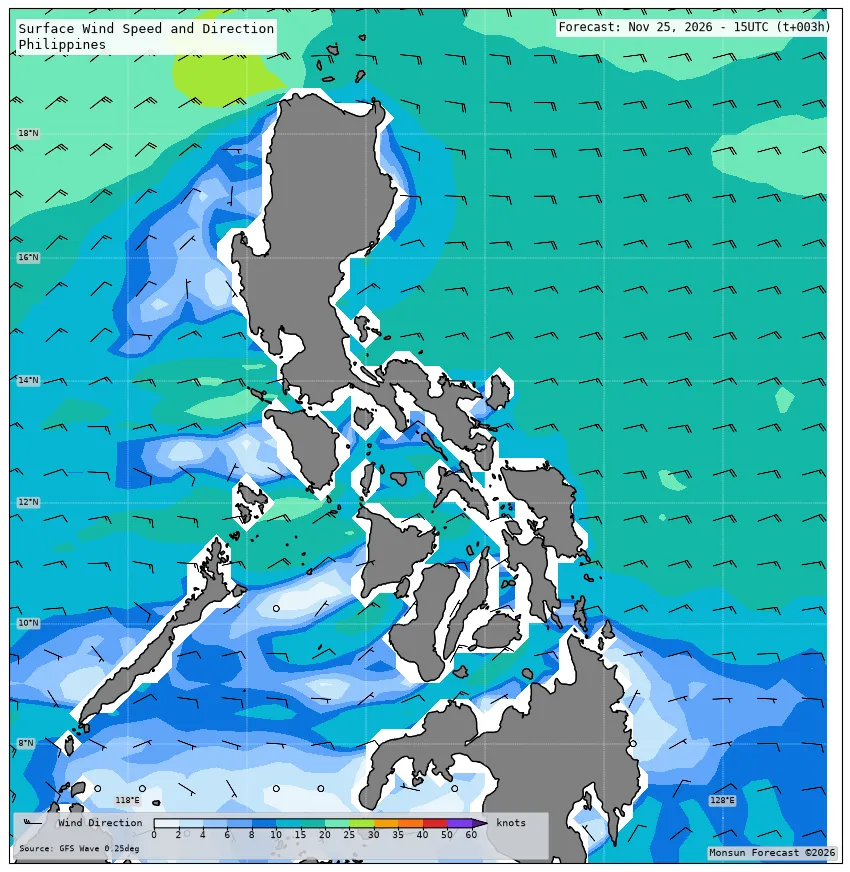 Surface Wind Speed and Direction
Philippines
Forecast: Nov 25, 2026 - 15UTC (t+003h)
18°N
16°N
14°N
12°N
10°N
8°N
118°E
128°E
Wind Direction
0 2 4 6 8 10 15 20 25 30 35 40 50 60
knots
Source: GFS Wave 0.25deg
Monsun Forecast ©2026